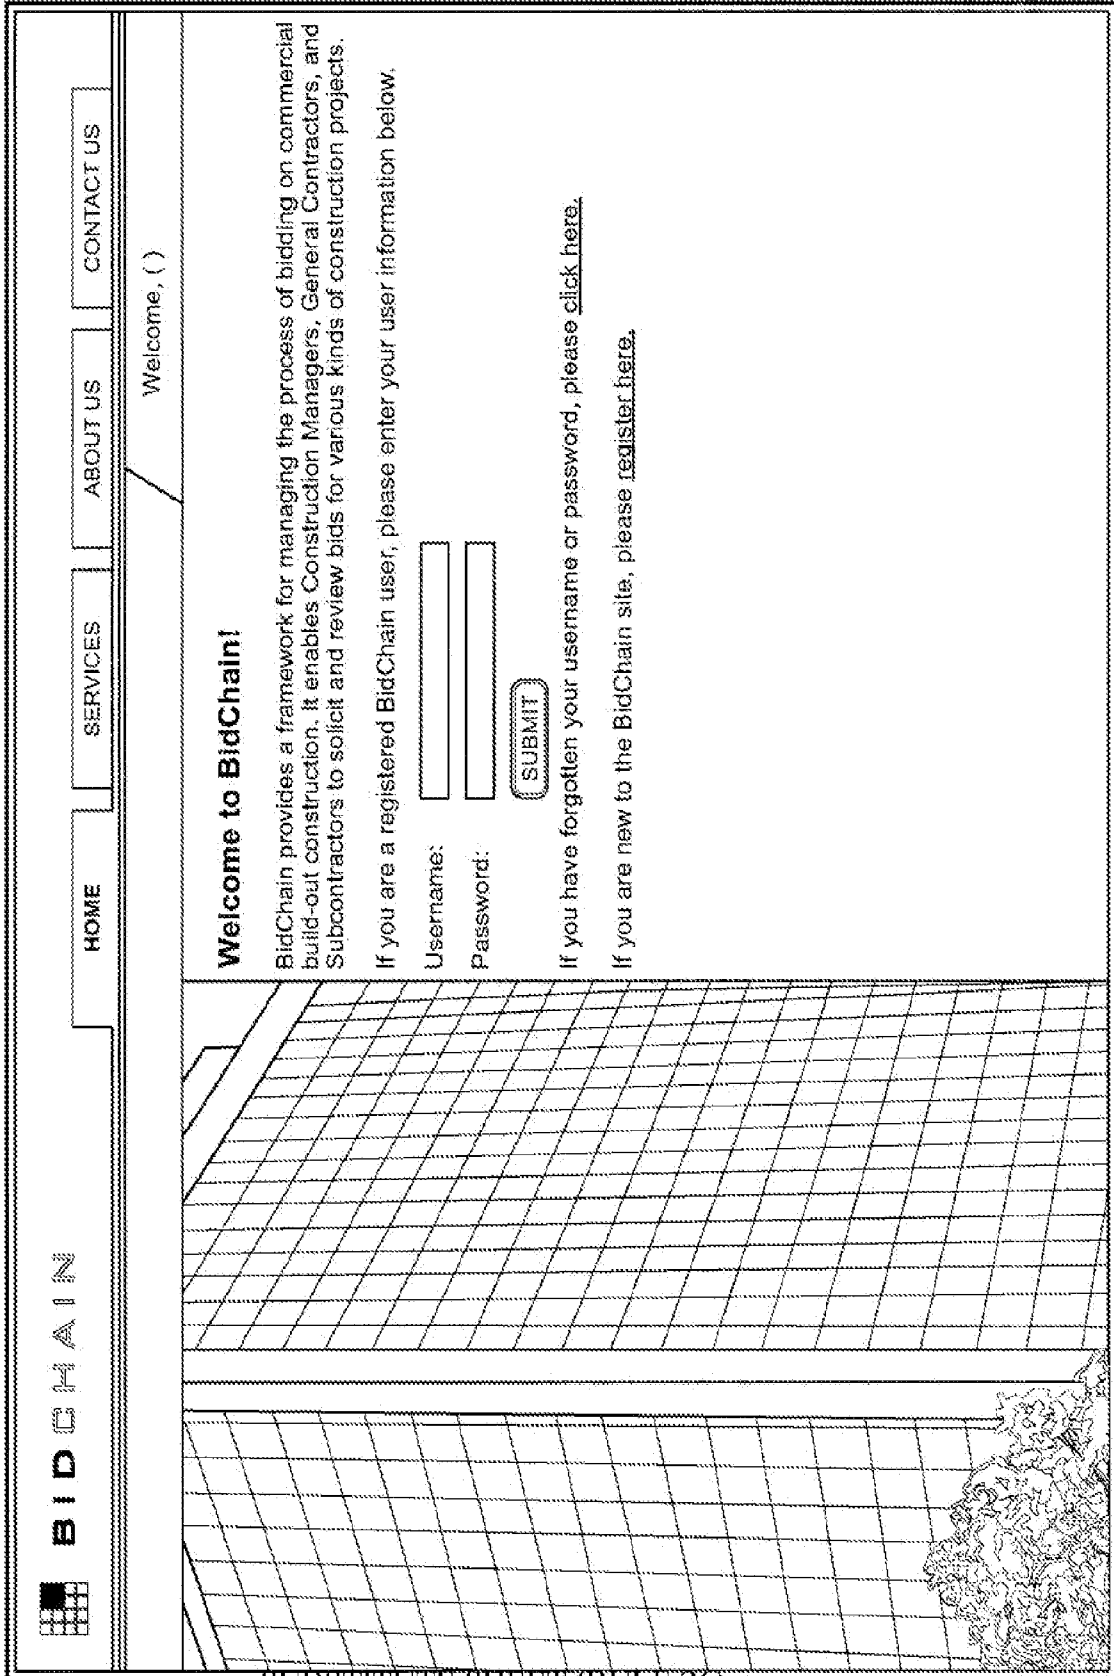 BIDCHAIN
HOME
SERVICES
ABOUT US
CONTACT US
Welcome, ( )
Welcome to BidChain!
BidChain provides a framework for managing the process of bidding on commercial
build-out construction. It enables Construction Managers, General Contractors, and
Subcontractors to solicit and review bids for various kinds of construction projects.
If you are a registered BidChain user, please enter your user information below.
Username:
Password:
SUBMIT
If you have forgotten your username or password, please click here.
If you are new to the BidChain site, please register here.